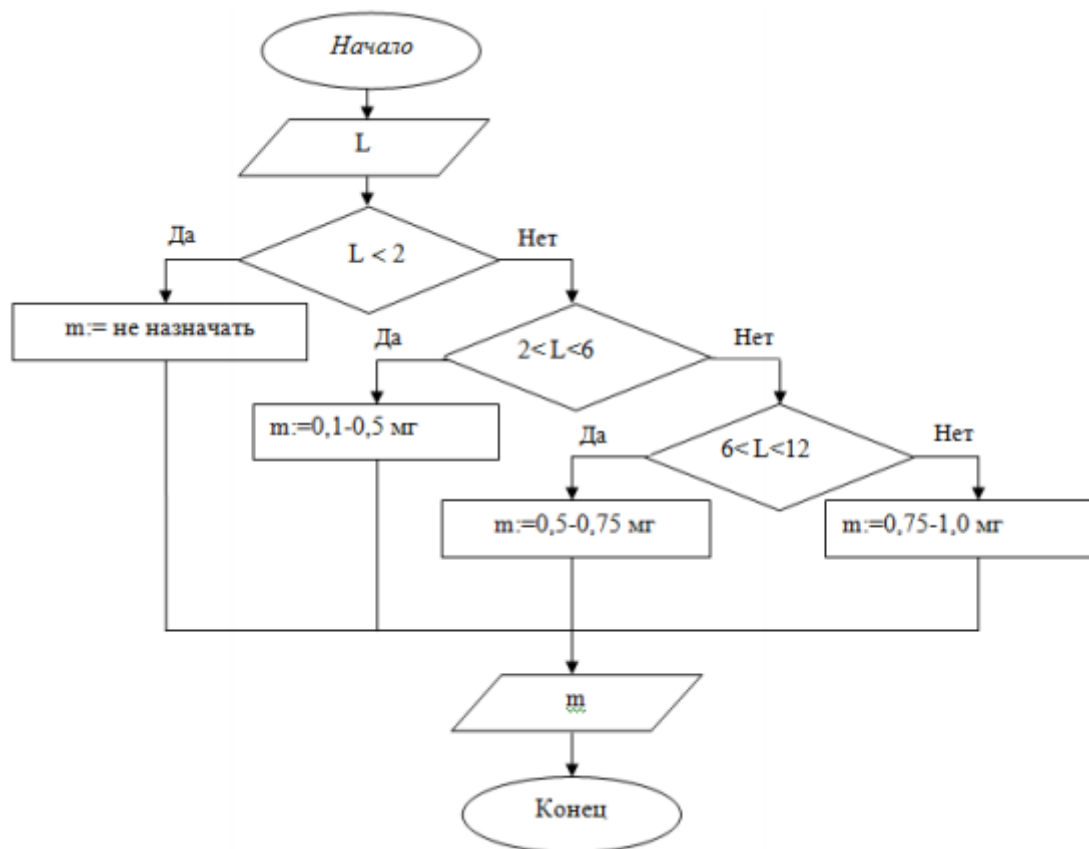 Начало
L
Да
Нет
L < 2
m:= не назначать
Да
2< L<6
Нет
m:=0,1-0,5 мг
Да
6< L<12
Нет
m:=0,5-0,75 мг
m:=0,75-1,0 мг
m
Конец